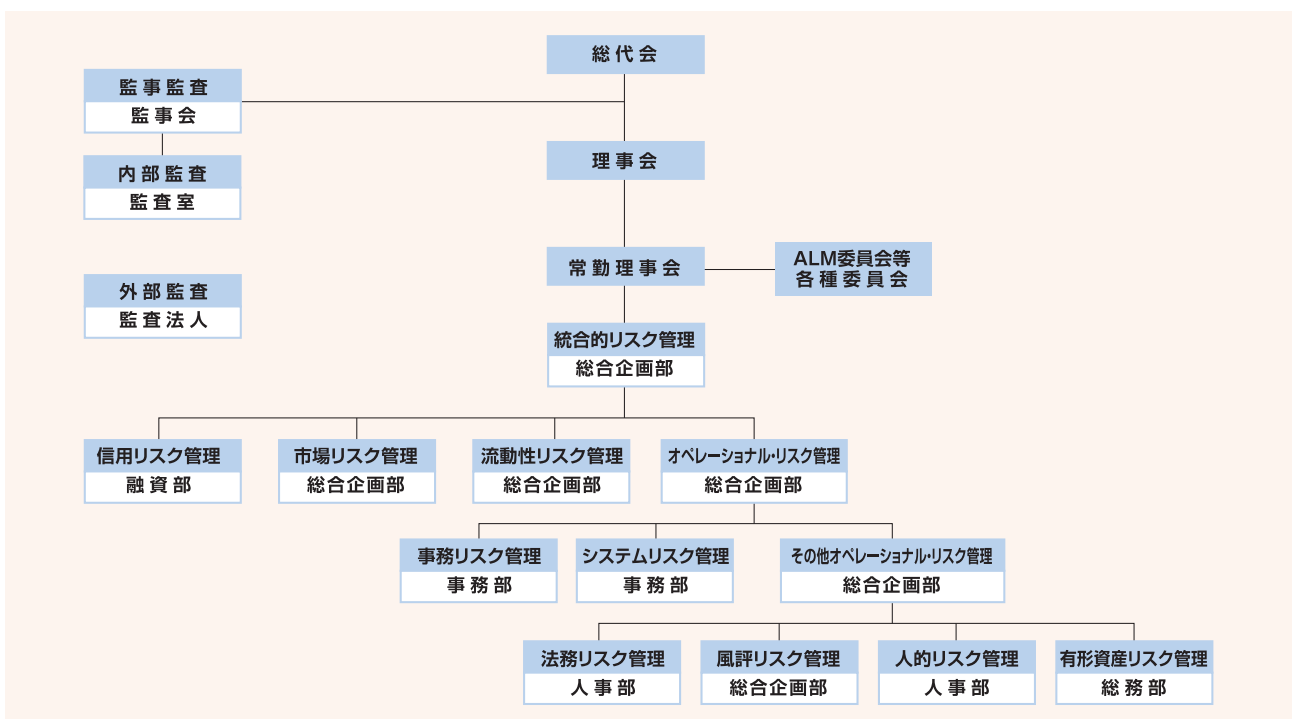 総代会
監事監査
監事会
理事会
内部監査
監査室
常勤理事会
ALM委員会等
各種委員会
外部監査
監査法人
統合的リスク管理
総合企画部
信用リスク管理
融資部
市場リスク管理
総合企画部
流動性リスク管理
総合企画部
オペレーショナル・リスク管理
総合企画部
事務リスク管理
事務部
システムリスク管理
事務部
その他オペレーショナル・リスク管理
総合企画部
法務リスク管理
人事部
風評リスク管理
総合企画部
人的リスク管理
人事部
有形資産リスク管理
総務部